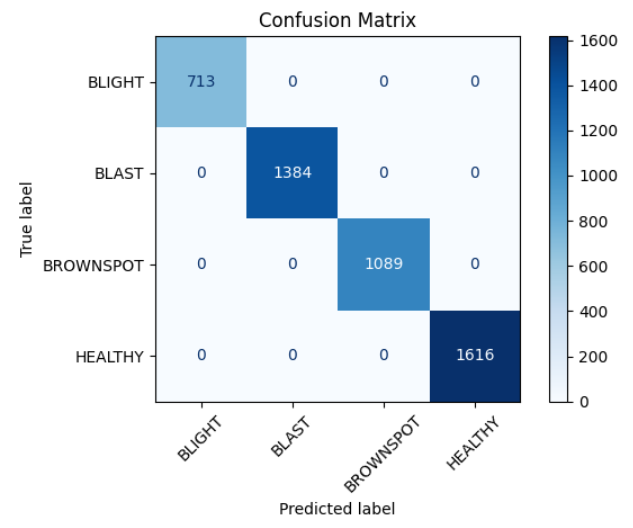 Confusion Matrix
BLIGHT 713 0 0 0
BLAST 0 1384 0 0
BROWNSPOT 0 0 1089 0
HEALTHY 0 0 0 1616
True label
BLIGHT
BLAST
BROWNSPOT
HEALTHY
Predicted label
1600
1400
1200
1000
800
600
400
200
0